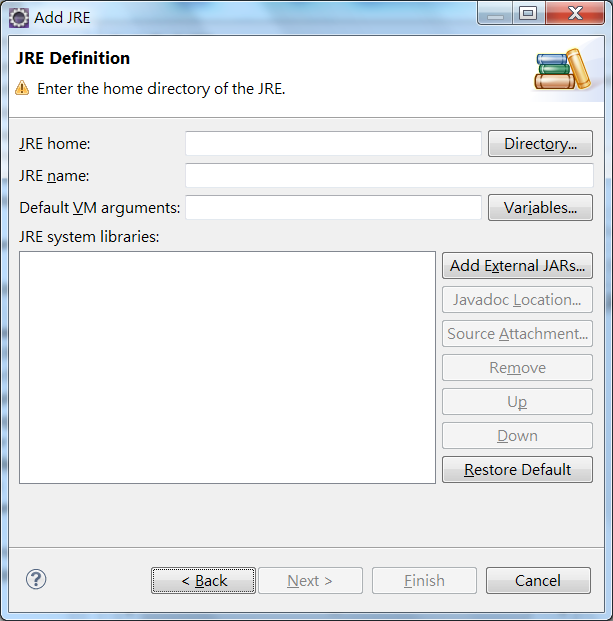 Add JRE
JRE Definition
Enter the home directory of the JRE.
JRE home:
Directory...
JRE name:
Default VM arguments:
Variables...
JRE system libraries:
Add External JARs...
Javadoc Location...
Source Attachment...
Remove
Up
Down
Restore Default
?
< Back
Next >
Finish
Cancel